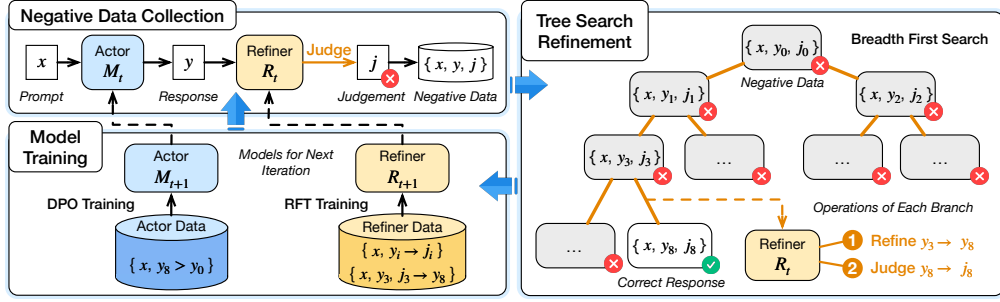 Negative Data Collection
x
Prompt
Actor
M_t
y
Response
Refiner
R_t
Judge
j
Judgement
{ x, y, j }
Negative Data
Model
Training
Actor
M_{t+1}
Models for Next
Iteration
Refiner
R_{t+1}
DPO Training
RFT Training
Actor Data
{ x, y_8 > y_0 }
Refiner Data
{ x, y_i → j_i }
{ x, y_3, j_3 → y_8 }
Tree Search
Refinement
Breadth First Search
{ x, y_0, j_0 }
Negative Data
{ x, y_1, j_1 }
{ x, y_2, j_2 }
{ x, y_3, j_3 }
...
...
...
Operations of Each Branch
...
{ x, y_8, j_8 }
Correct Response
Refiner
R_t
1 Refine y_3 → y_8
2 Judge y_8 → j_8